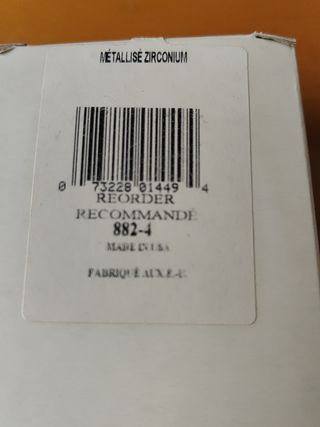 MÉTALLISÉ ZIRCONIUM
0 73228 01449 4
REORDER
RECOMMANDÉ
882-4
MADE IN USA
FABRIQUÉ AUX É.-U.